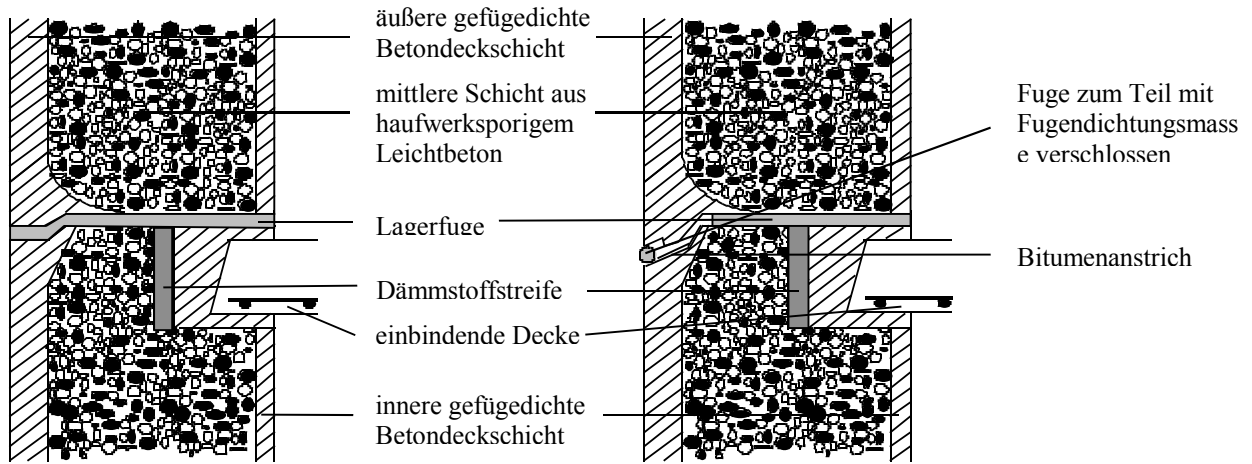 äußere gefügedichte
Betondeckschicht
mittlere Schicht aus
haufwerksporigem
Leichtbeton
Lagerfuge
Dämmstoffstreife
einbindende Decke
innere gefügedichte
Betondeckschicht
Fuge zum Teil mit
Fugendichtungsmass
e verschlossen
Bitumenanstrich